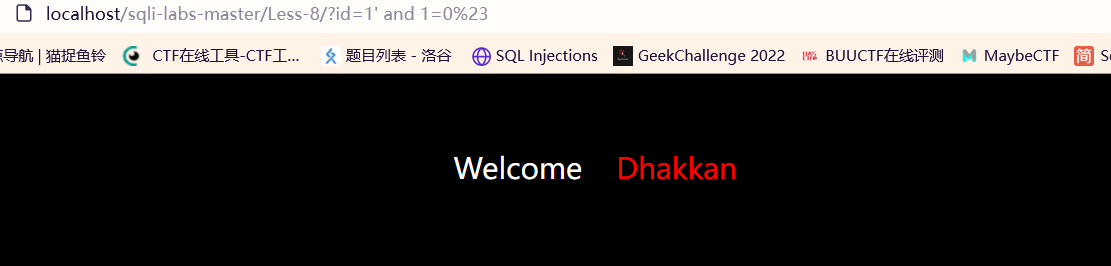 localhost/sqli-labs-master/Less-8/?id=1' and 1=0%23
导航 | 猫捉鱼铃 CTF在线工具-CTF工... 题目列表 - 洛谷 SQL Injections GeekChallenge 2022 BUUCTF在线评测 MaybeCTF 简
Welcome Dhakkan